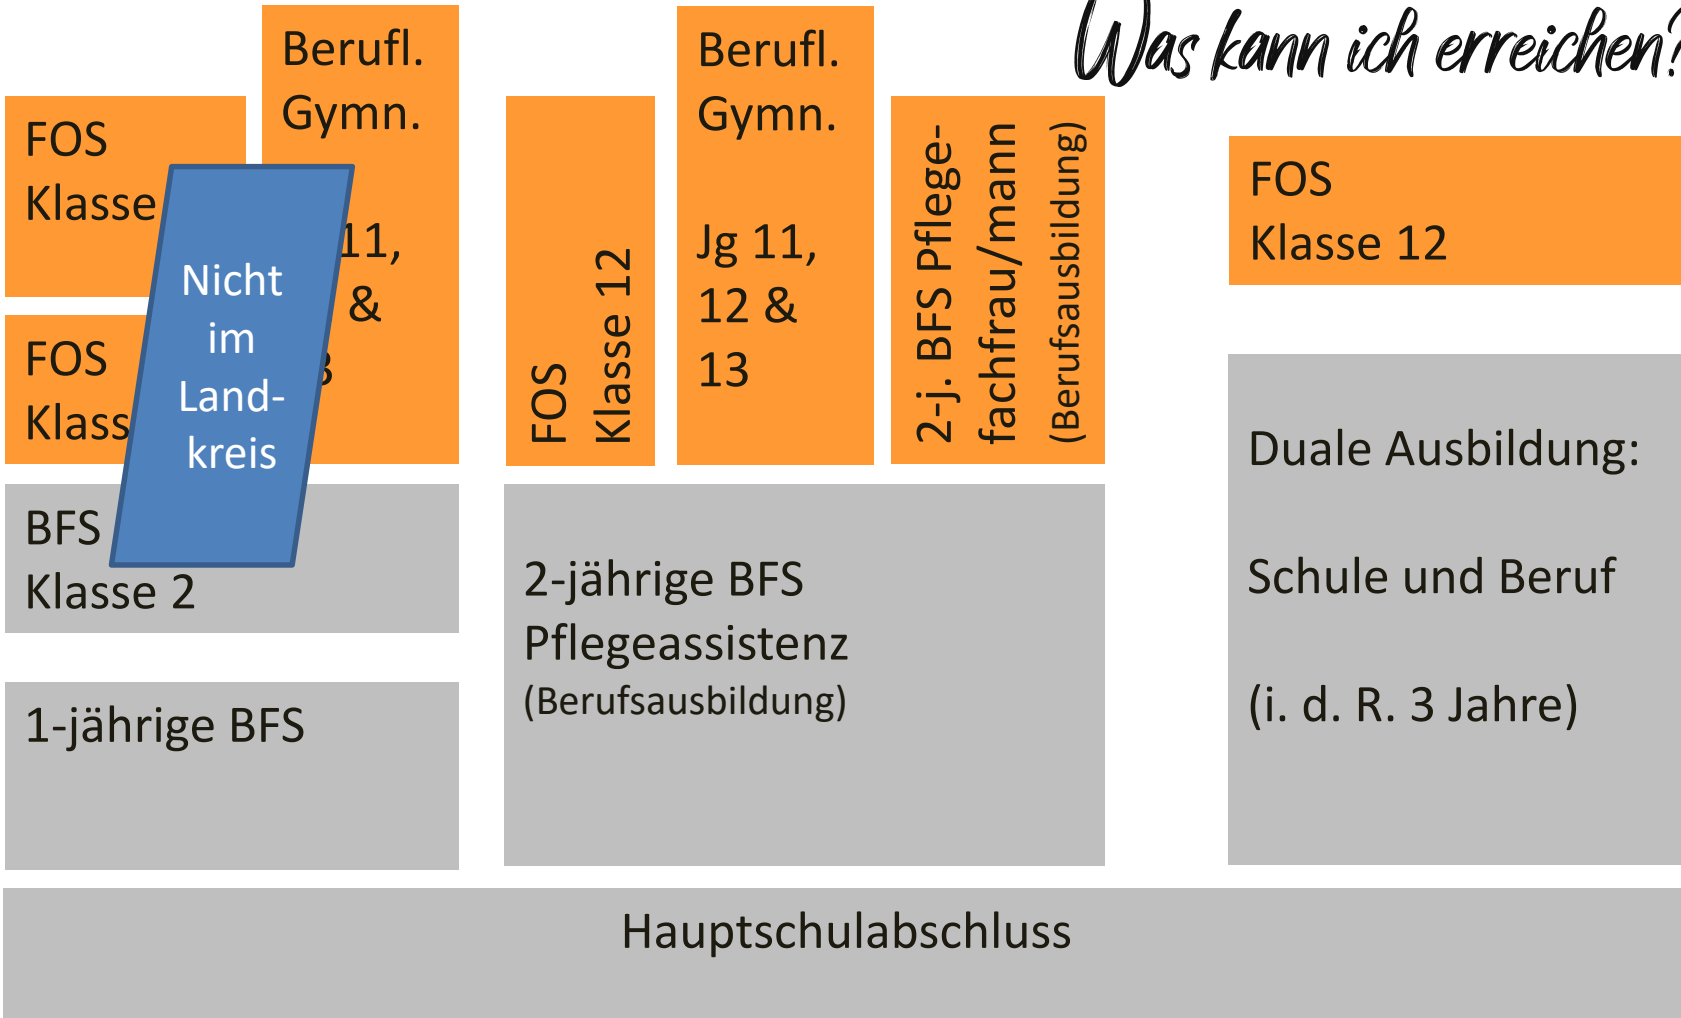 Was kann ich erreichen?
FOS
Klasse
Berufl.
Gymn.
11,
&
FOS
Klass
Nicht
im
Land-
kreis
BFS
Klasse 2
1-jährige BFS
FOS
Klasse 12
Berufl.
Gymn.
Jg 11,
12 &
13
2-j. BFS Pflege-
fachfrau/mann
(Berufsausbildung)
2-jährige BFS
Pflegeassistenz
(Berufsausbildung)
FOS
Klasse 12
Duale Ausbildung:
Schule und Beruf
(i. d. R. 3 Jahre)
Hauptschulabschluss